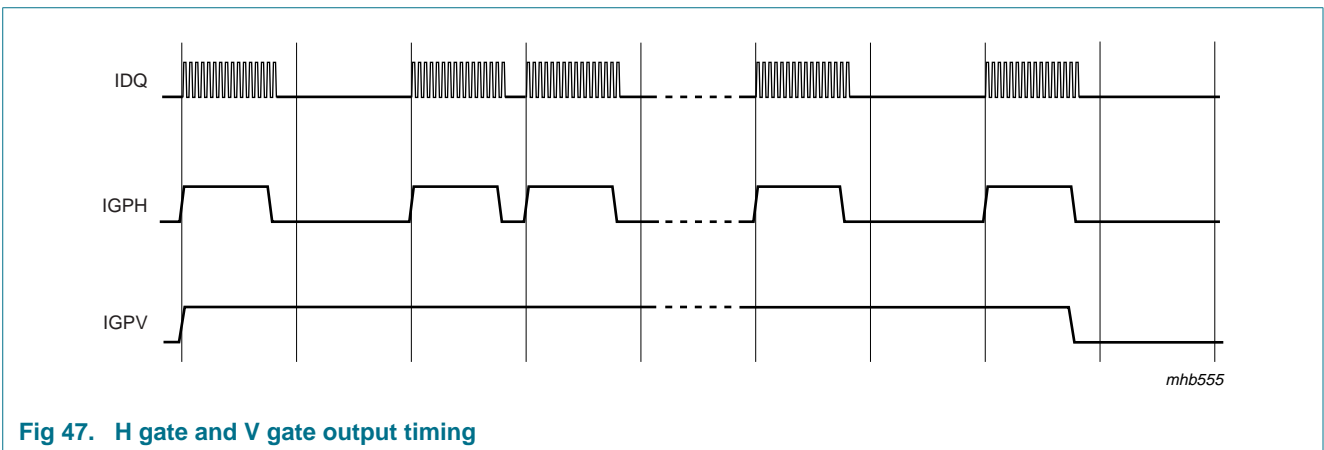 IDQ
IGPH
IGPV
mhb555
Fig 47. H gate and V gate output timing